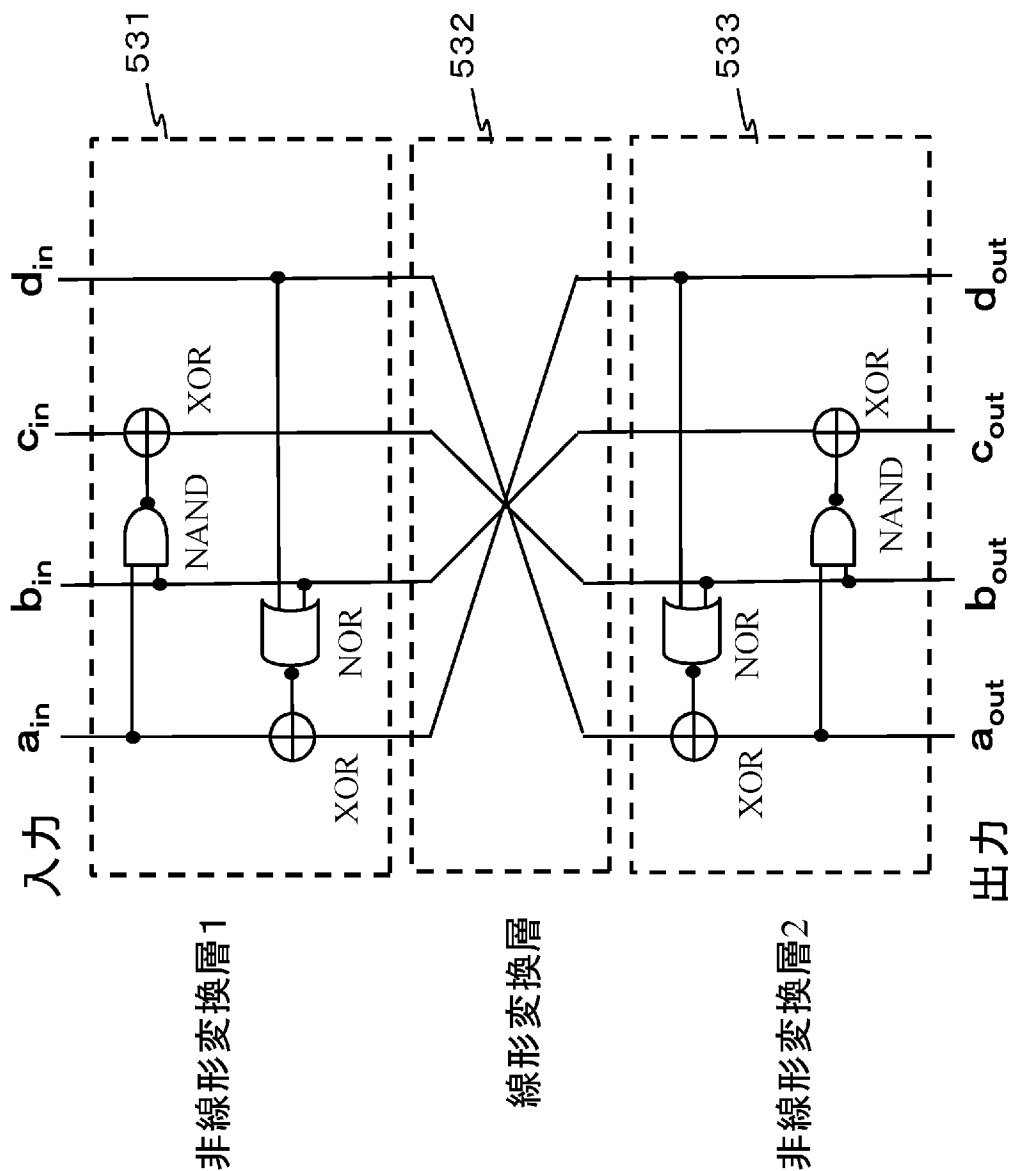 入力
a_in b_in c_in d_in
531
XOR
NAND
NOR
XOR
非線形変換層1
532
線形変換層
533
NOR
XOR
XOR
NAND
非線形変換層2
a_out b_out c_out d_out
出力